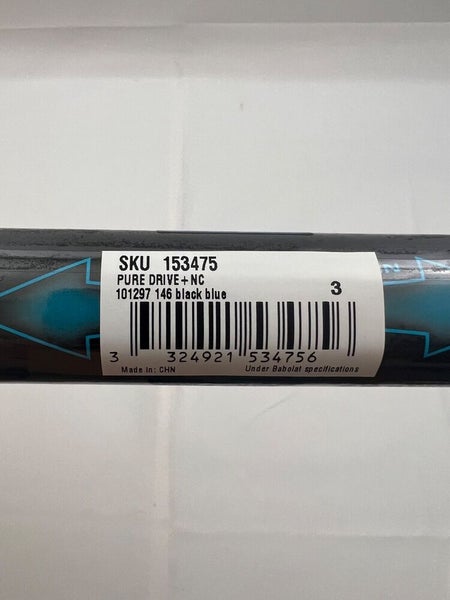 SKU 153475
PURE DRIVE+NC
101297 146 black blue
3
3 324921 534756
Made in: CHN
Under Babolat specifications